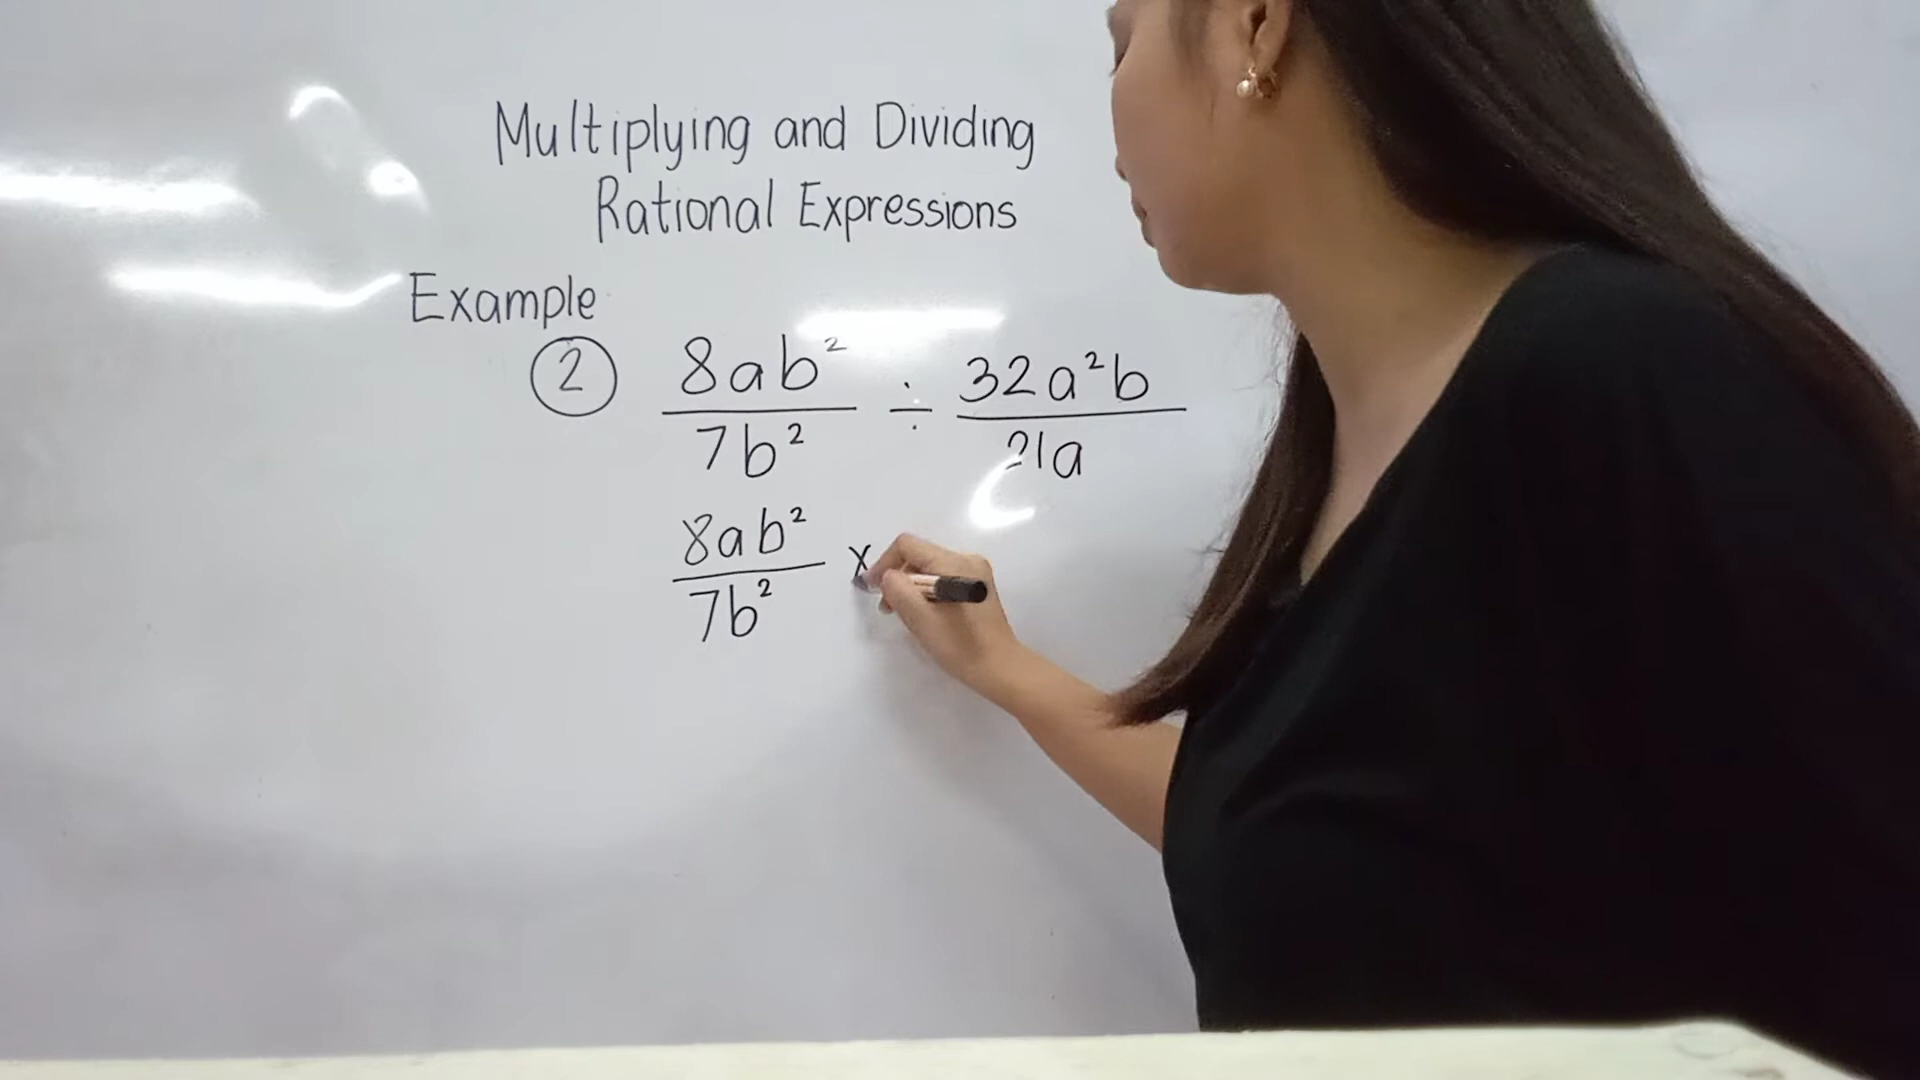 Multiplying and Dividing
Rational Expressions
Example
2 8ab² ÷ 32a²b
7b² 21a
8ab² ×
7b²